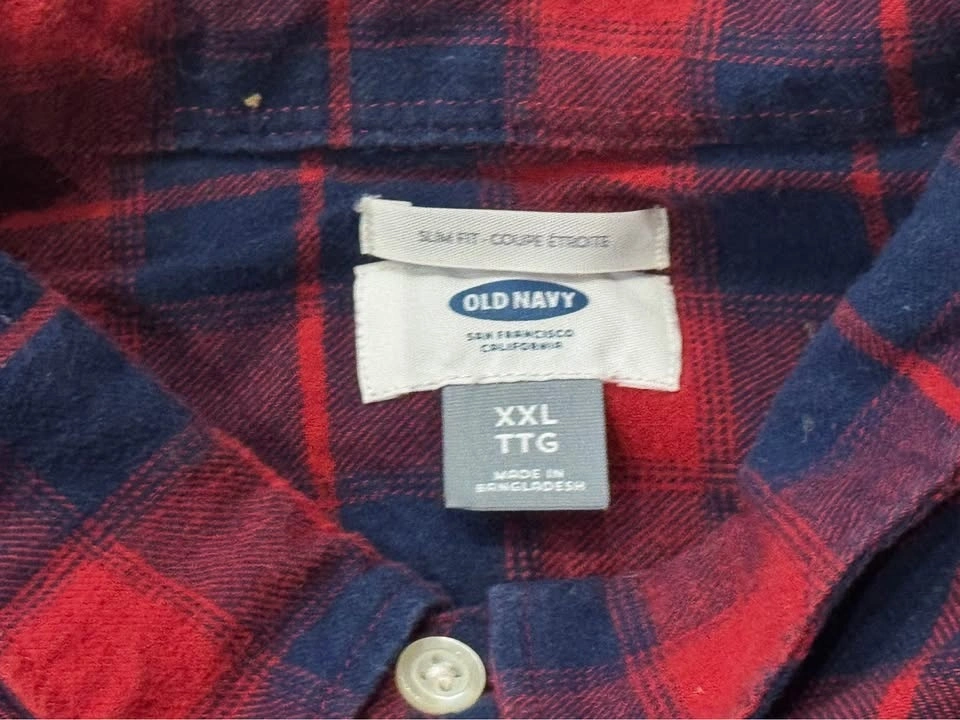 SLIM FIT - COUPE ÉTROITE
OLD NAVY
SAN FRANCISCO
CALIFORNIA
XXL
TTG
MADE IN
BANGLADESH